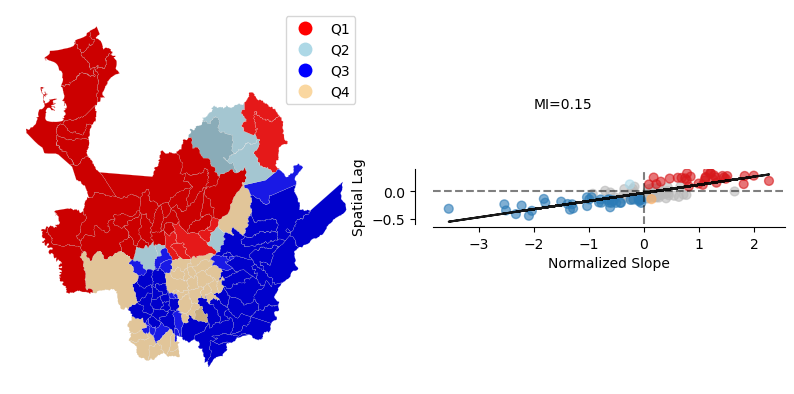 Q1
Q2
Q3
Q4
MI=0.15
Spatial Lag
0.0
−0.5
−3
−2
−1
0
1
2
Normalized Slope